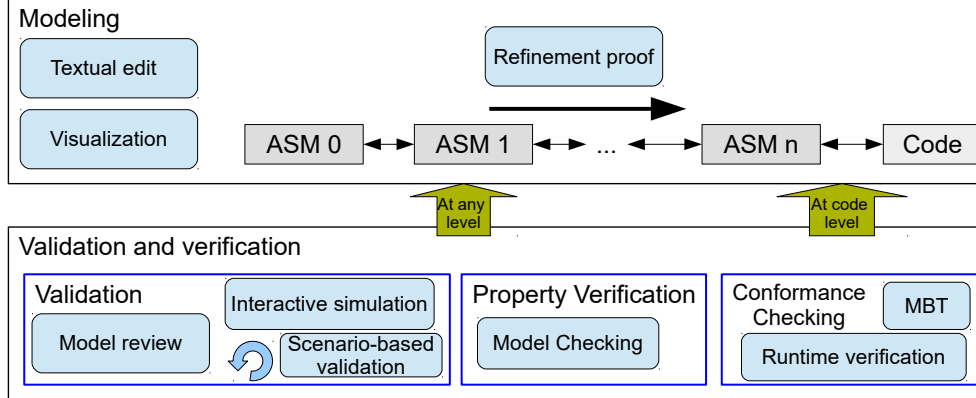 Modeling
Textual edit
Visualization
Refinement proof
ASM 0
ASM 1
...
ASM n
Code
At any
level
At code
level
Validation and verification
Validation
Model review
Interactive simulation
Scenario-based
validation
Property Verification
Model Checking
Conformance
Checking
MBT
Runtime verification